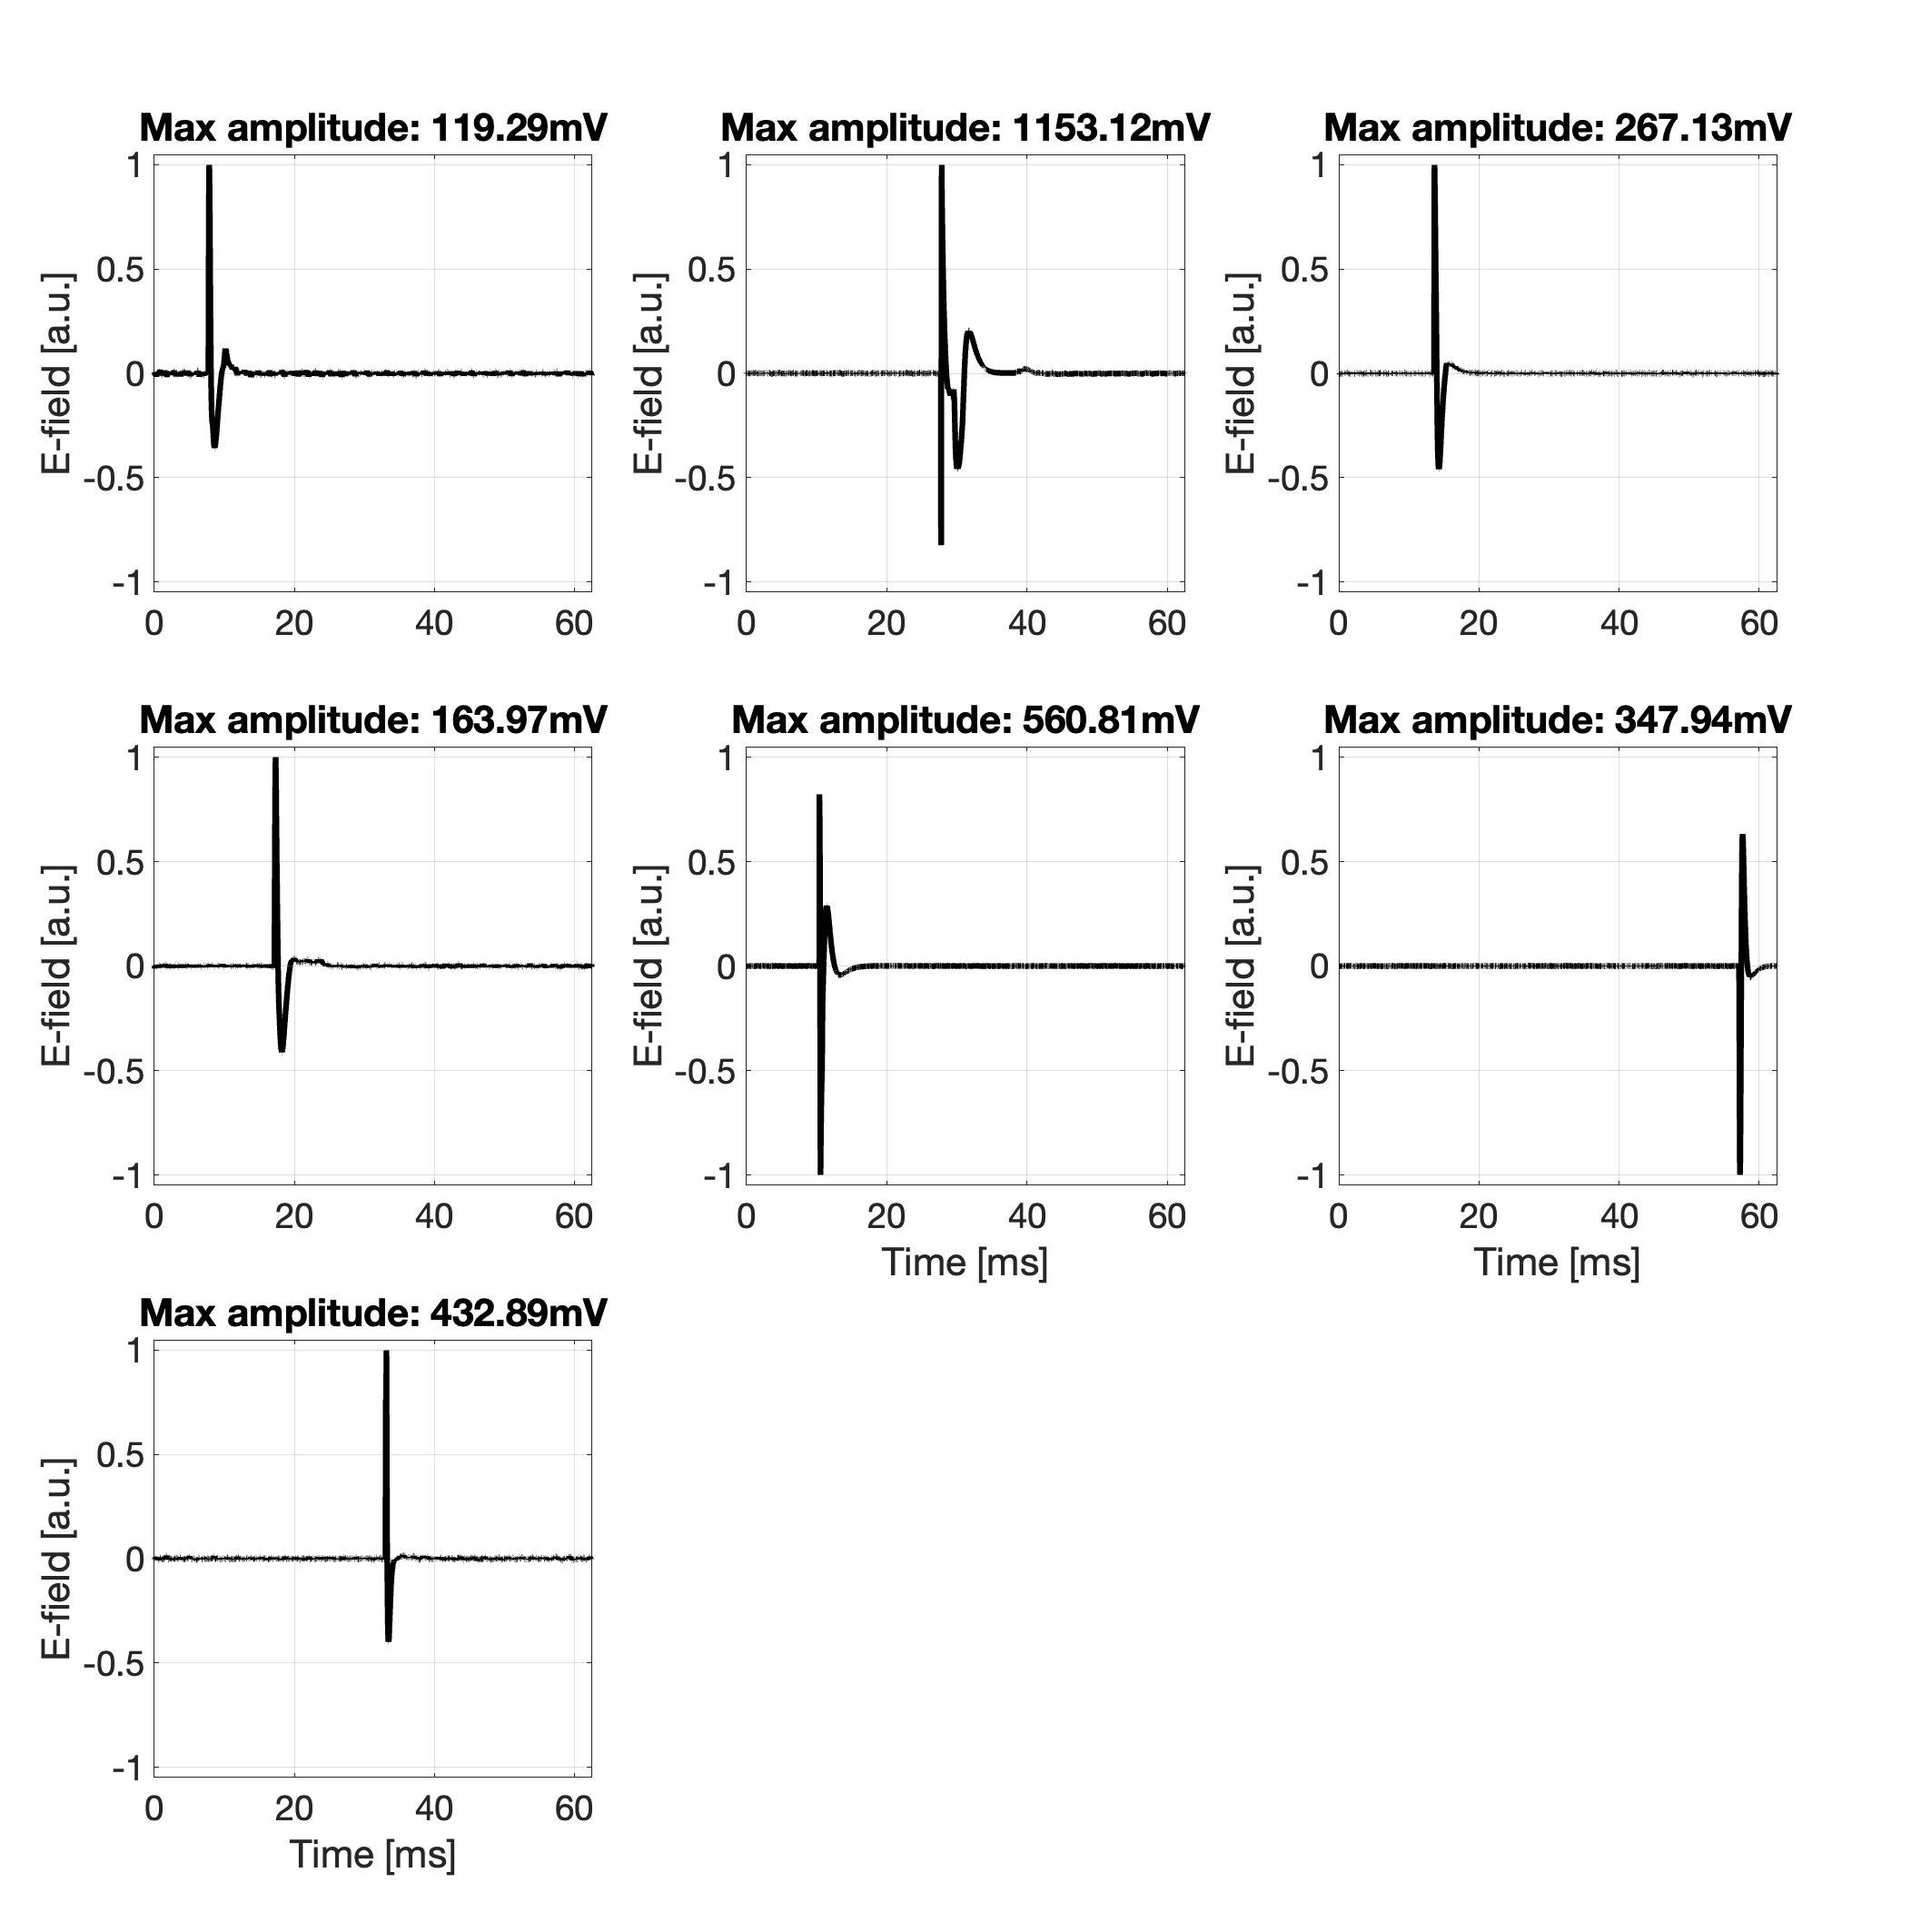 Max amplitude: 119.29mV
1
0.5
0
-0.5
-1
E-field [a.u.]
0 20 40 60
Max amplitude: 1153.12mV
1
0.5
0
-0.5
-1
E-field [a.u.]
0 20 40 60
Max amplitude: 267.13mV
1
0.5
0
-0.5
-1
E-field [a.u.]
0 20 40 60
Max amplitude: 163.97mV
1
0.5
0
-0.5
-1
E-field [a.u.]
0 20 40 60
Max amplitude: 560.81mV
1
0.5
0
-0.5
-1
E-field [a.u.]
0 20 40 60
Time [ms]
Max amplitude: 347.94mV
1
0.5
0
-0.5
-1
E-field [a.u.]
0 20 40 60
Time [ms]
Max amplitude: 432.89mV
1
0.5
0
-0.5
-1
E-field [a.u.]
0 20 40 60
Time [ms]